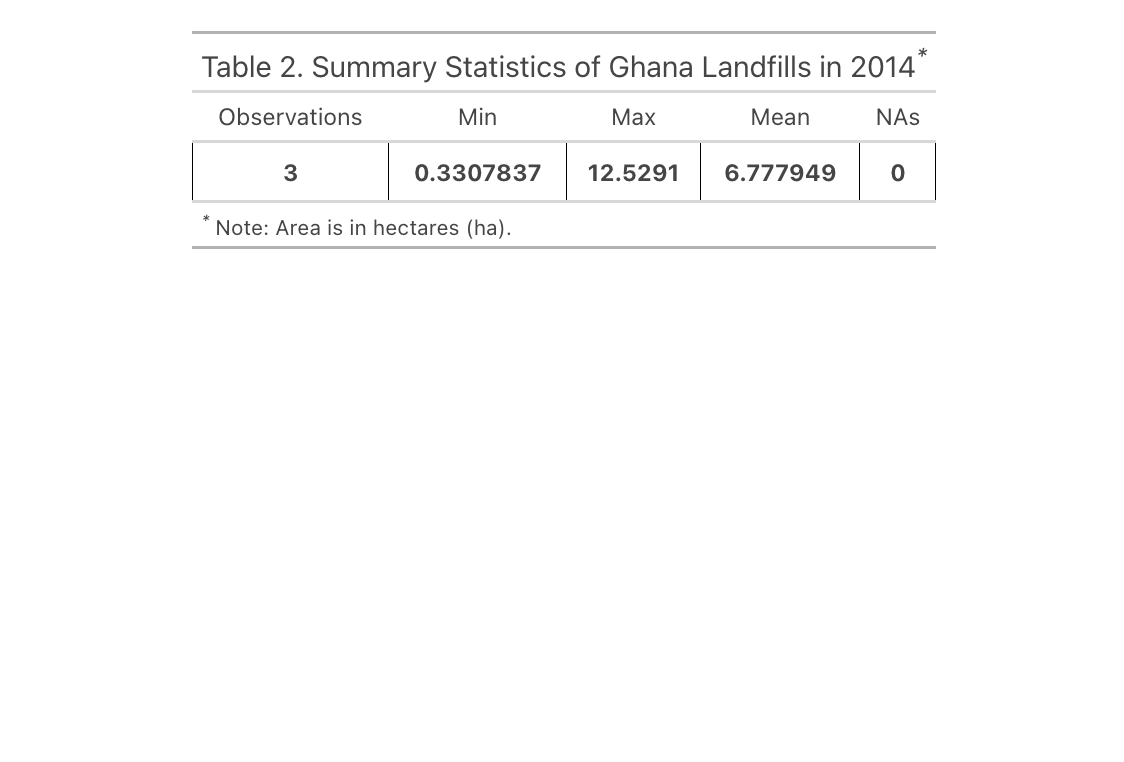 Table 2. Summary Statistics of Ghana Landfills in 2014*
Observations Min Max Mean NAs
3 0.3307837 12.5291 6.777949 0
* Note: Area is in hectares (ha).